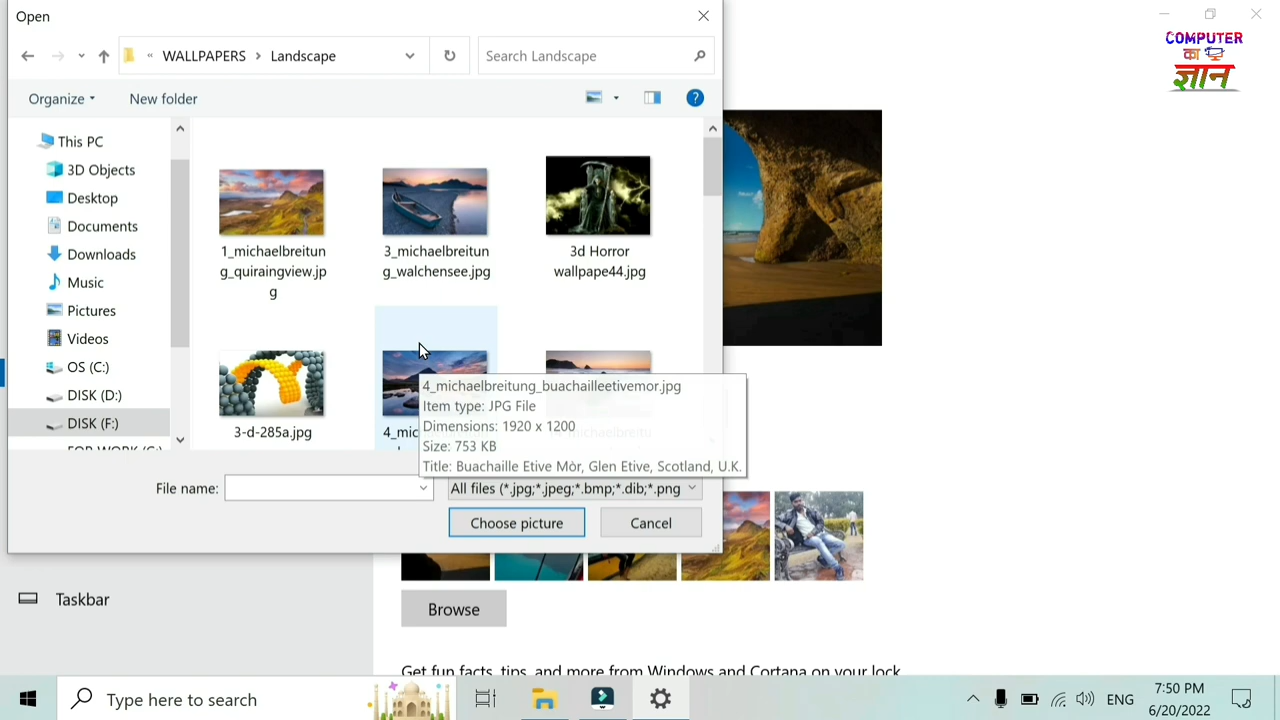 Open
COMPUTER
का
ज्ञान
« WALLPAPERS > Landscape
Search Landscape
Organize
New folder
?
This PC
3D Objects
Desktop
Documents
Downloads
Music
Pictures
Videos
OS (C:)
DISK (D:)
DISK (F:)
1_michaelbreitun
g_quiraingview.jp
g
3_michaelbreitun
g_walchensee.jpg
3d Horror
wallpape44.jpg
3-d-285a.jpg
4_mic
4_michaelbreitung_buachailleetivemor.jpg
Item type: JPG File
Dimensions: 1920 x 1200
Size: 753 KB
Title: Buachaille Etive Mòr, Glen Etive, Scotland, U.K.
File name:
All files (*.jpg;*.jpeg;*.bmp;*.dib;*.png
Choose picture
Cancel
Taskbar
Browse
Get fun facts, tips, and more from Windows and Cortana on your lock
Type here to search
ENG
7:50 PM
6/20/2022